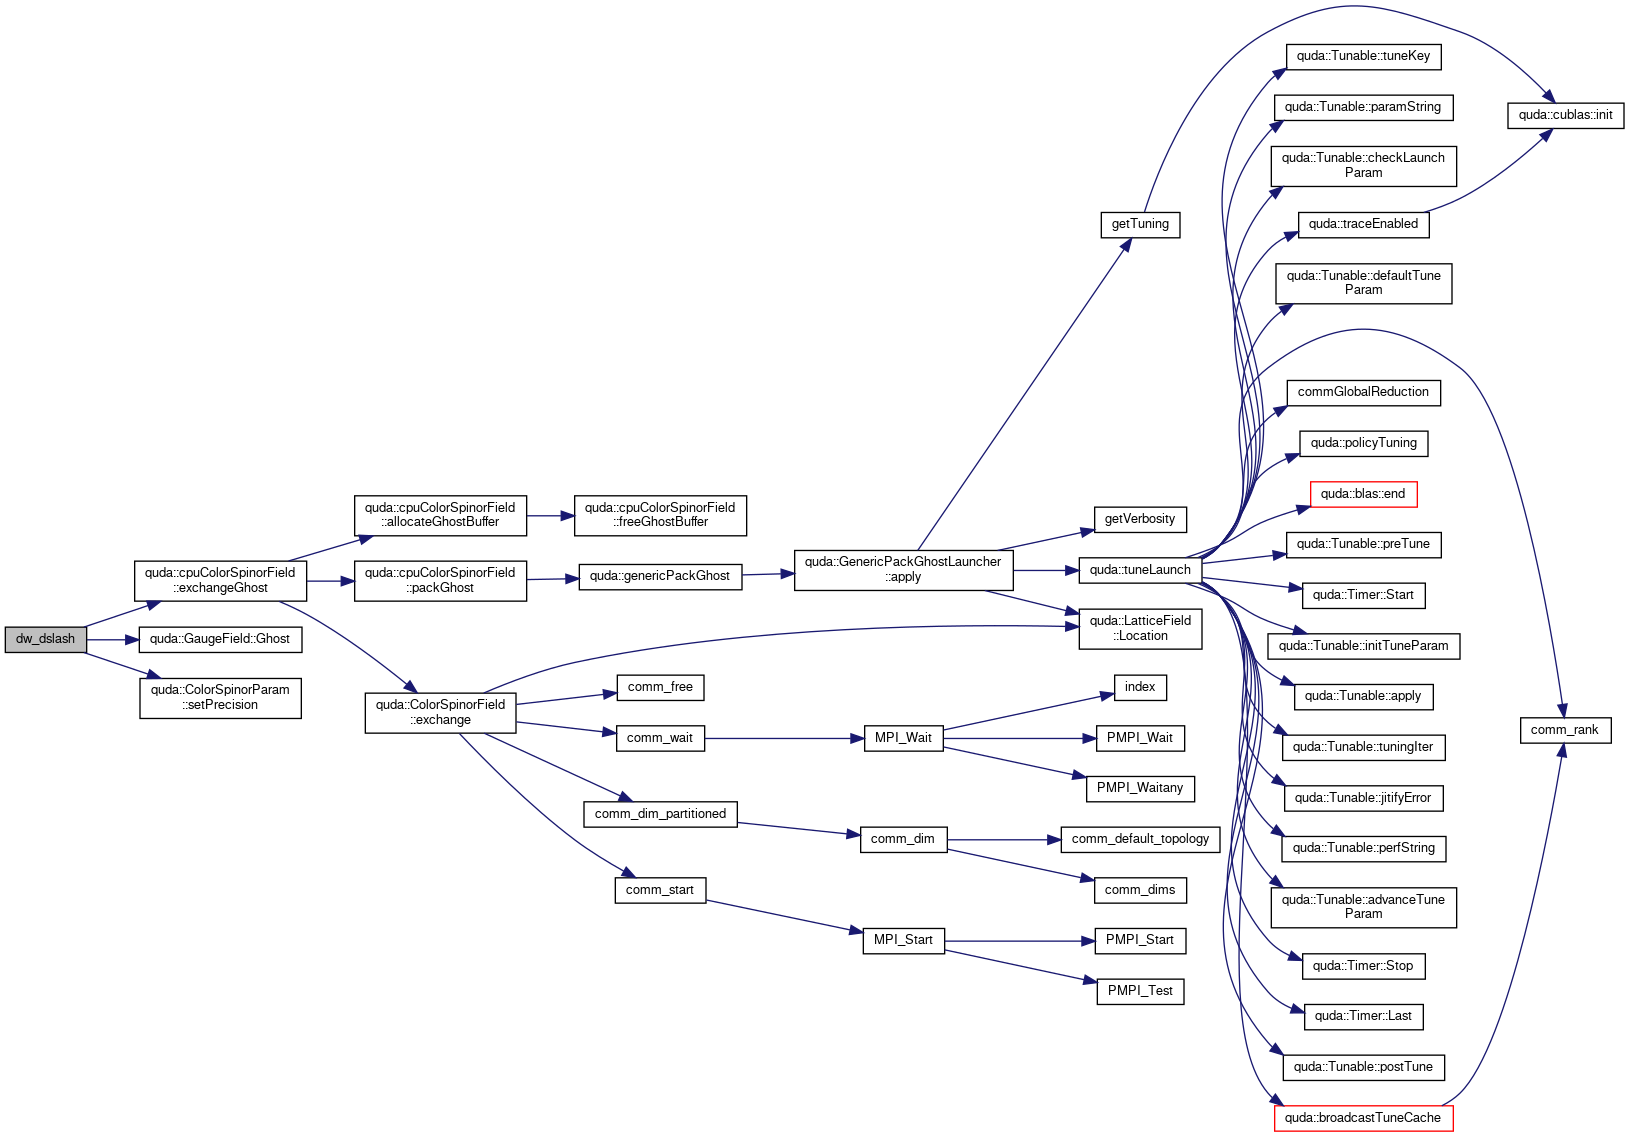 dw_dslash
quda::cpuColorSpinorField
::exchangeGhost
quda::GaugeField::Ghost
quda::ColorSpinorParam
::setPrecision
quda::cpuColorSpinorField
::allocateGhostBuffer
quda::cpuColorSpinorField
::packGhost
quda::ColorSpinorField
::exchange
quda::cpuColorSpinorField
::freeGhostBuffer
quda::genericPackGhost
comm_free
comm_wait
comm_dim_partitioned
comm_start
quda::GenericPackGhostLauncher
::apply
MPI_Wait
comm_dim
MPI_Start
getTuning
getVerbosity
quda::tuneLaunch
quda::LatticeField
::Location
index
PMPI_Wait
PMPI_Waitany
comm_default_topology
comm_dims
PMPI_Start
PMPI_Test
quda::Tunable::tuneKey
quda::Tunable::paramString
quda::Tunable::checkLaunch
Param
quda::traceEnabled
quda::Tunable::defaultTune
Param
commGlobalReduction
quda::policyTuning
quda::blas::end
quda::Tunable::preTune
quda::Timer::Start
quda::Tunable::initTuneParam
quda::Tunable::apply
quda::Tunable::tuningIter
quda::Tunable::jitifyError
quda::Tunable::perfString
quda::Tunable::advanceTune
Param
quda::Timer::Stop
quda::Timer::Last
quda::Tunable::postTune
quda::broadcastTuneCache
quda::cublas::init
comm_rank